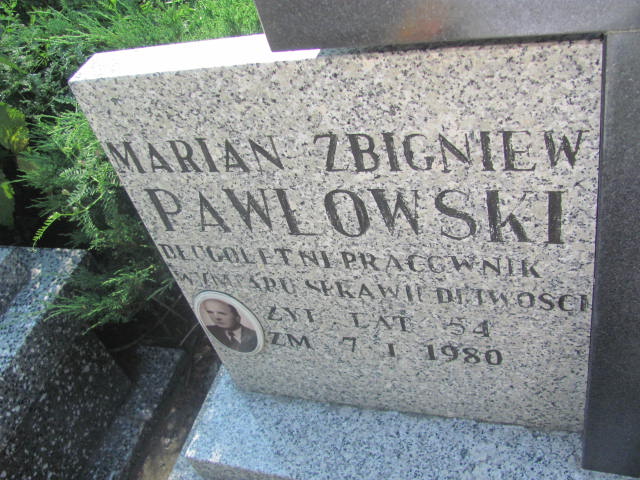 MARIAN ZBIGNIEW
PAWŁOWSKI
DŁUGOLETNI PRACOWNIK
ŻYŁ LAT 54
ZM 7 I 1980